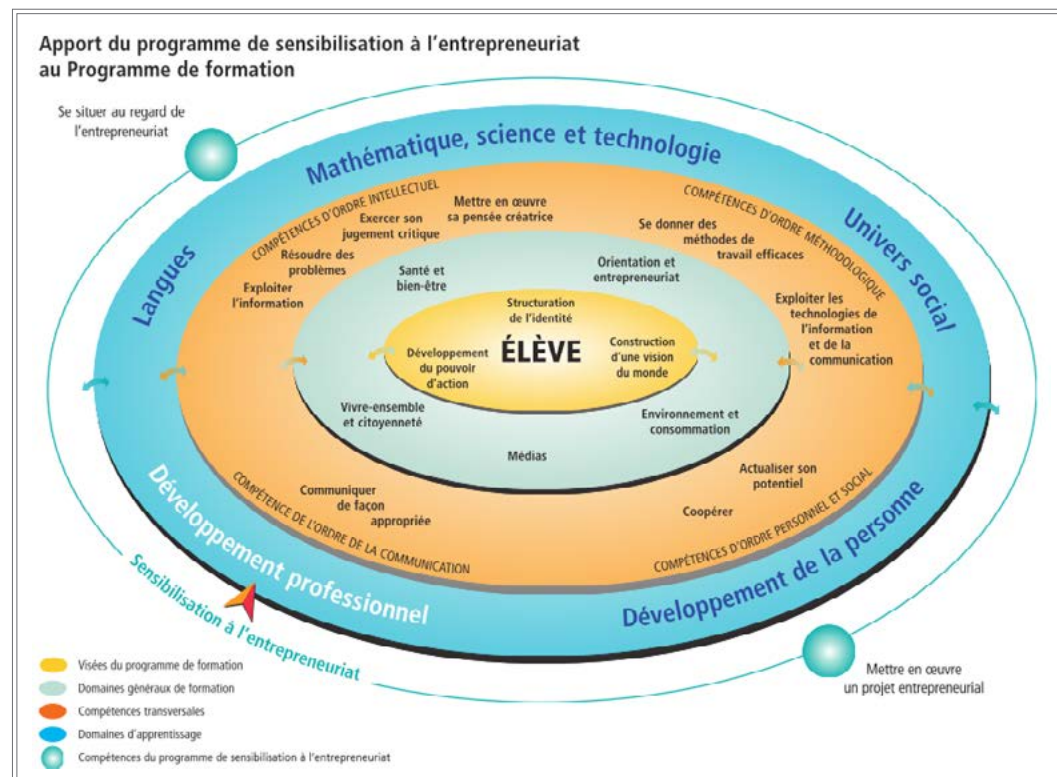 Apport du programme de sensibilisation à l'entrepreneuriat
au Programme de formation
Se situer au regard de
l'entrepreneuriat
Mathématique, science et technologie
Langues
Univers social
COMPÉTENCES D'ORDRE INTELLECTUEL
Exploiter
l'information
Résoudre des
problèmes
Exercer son
jugement critique
Mettre en œuvre
sa pensée créatrice
COMPÉTENCES D'ORDRE MÉTHODOLOGIQUE
Se donner des
méthodes de
travail efficaces
Exploiter les
technologies de
l'information
et de la
communication
Santé et
bien-être
Orientation et
entrepreneuriat
Structuration
de l'identité
ÉLÈVE
Développement
du pouvoir
d'action
Construction
d'une vision
du monde
Vivre-ensemble
et citoyenneté
Environnement et
consommation
Médias
Communiquer
de façon
appropriée
COMPÉTENCE DE L'ORDRE DE LA COMMUNICATION
Actualiser son
potentiel
Coopérer
COMPÉTENCES D'ORDRE PERSONNEL ET SOCIAL
Développement professionnel
Développement de la personne
Sensibilisation à l'entrepreneuriat
Mettre en œuvre
un projet entrepreneurial
Visées du programme de formation
Domaines généraux de formation
Compétences transversales
Domaines d'apprentissage
Compétences du programme de sensibilisation à l'entrepreneuriat